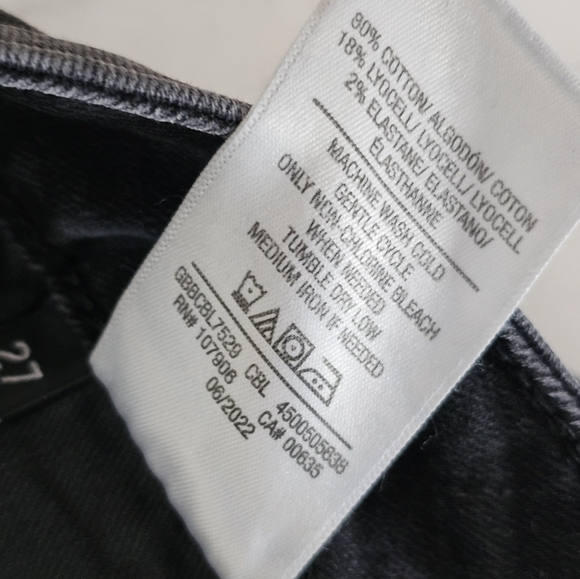 80% COTTON/ ALGODÓN/ COTON
18% LYOCELL/ LYOCELL/ LYOCELL
2% ELASTANE/ ELASTANO/
ÉLASTHANNE
MACHINE WASH COLD
GENTLE CYCLE
ONLY NON-CHLORINE BLEACH
WHEN NEEDED
TUMBLE DRY LOW
MEDIUM IRON IF NEEDED
GBBCBL7529 CBL 4500505838
RN# 107906 CA# 00635
06/2022
27